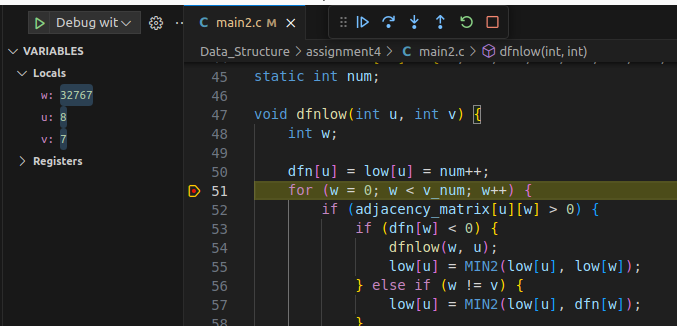 Debug wit
main2.c M
Data_Structure > assignment4 > C main2.c > dfnlow(int, int)
VARIABLES
Locals
w: 32767
u: 8
v: 7
Registers
45 static int num;
46
47 void dfnlow(int u, int v) {
48 int w;
49
50 dfn[u] = low[u] = num++;
51 for (w = 0; w < v_num; w++) {
52 if (adjacency_matrix[u][w] > 0) {
53 if (dfn[w] < 0) {
54 dfnlow(w, u);
55 low[u] = MIN2(low[u], low[w]);
56 } else if (w != v) {
57 low[u] = MIN2(low[u], dfn[w]);
58 }